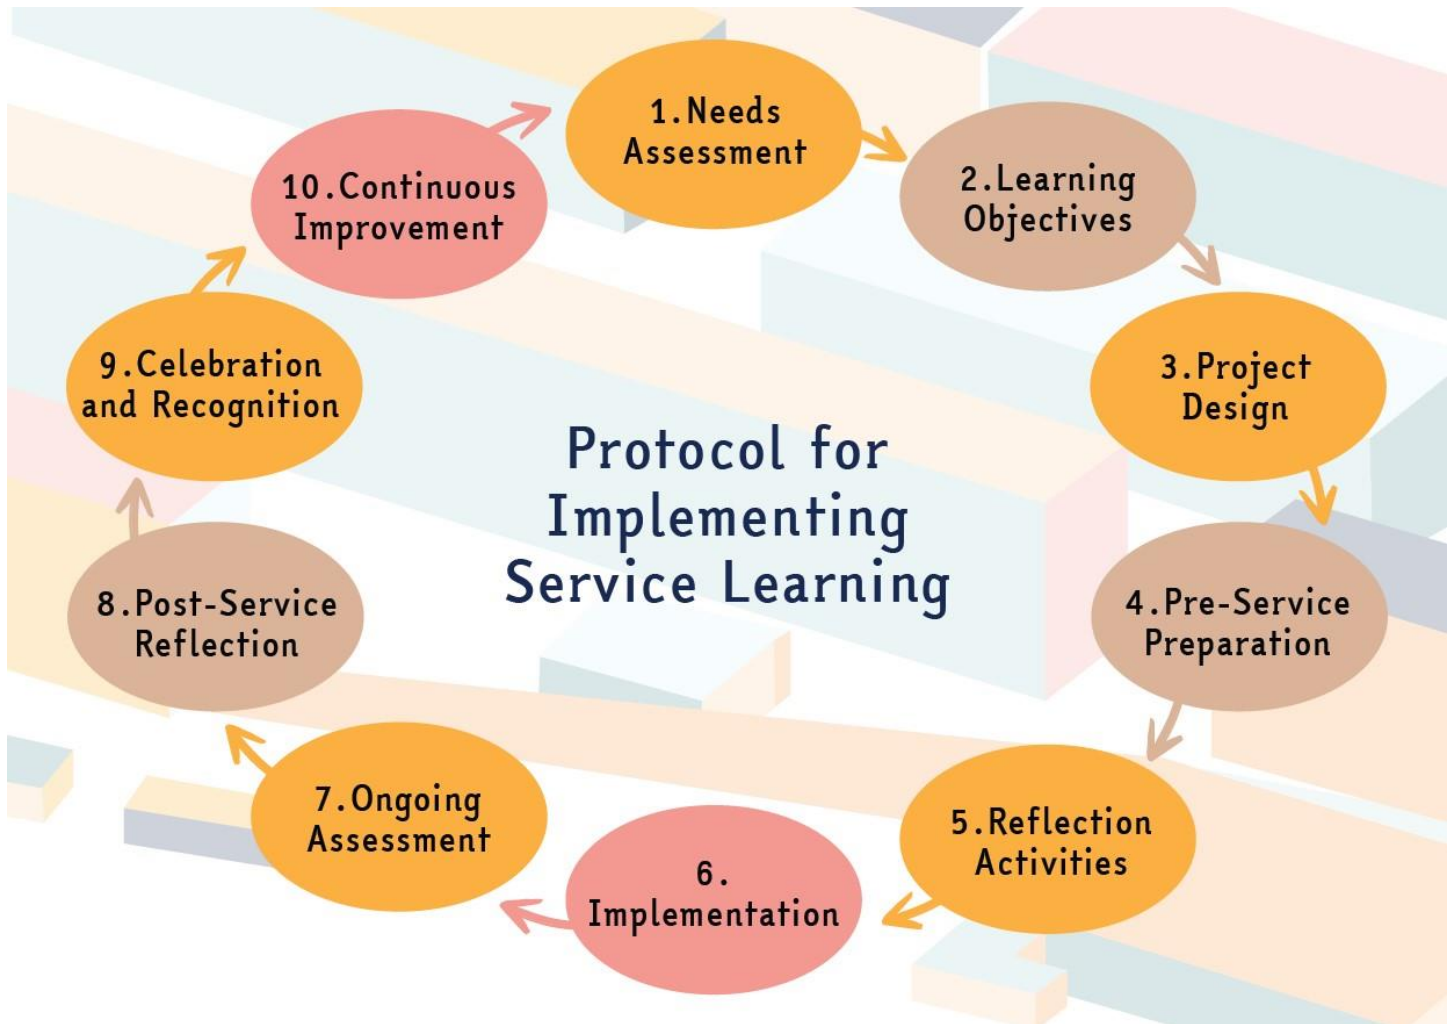 1.Needs
Assessment
2.Learning
Objectives
3.Project
Design
4.Pre-Service
Preparation
5.Reflection
Activities
6.
Implementation
7.Ongoing
Assessment
8.Post-Service
Reflection
9.Celebration
and Recognition
10.Continuous
Improvement
Protocol for
Implementing
Service Learning